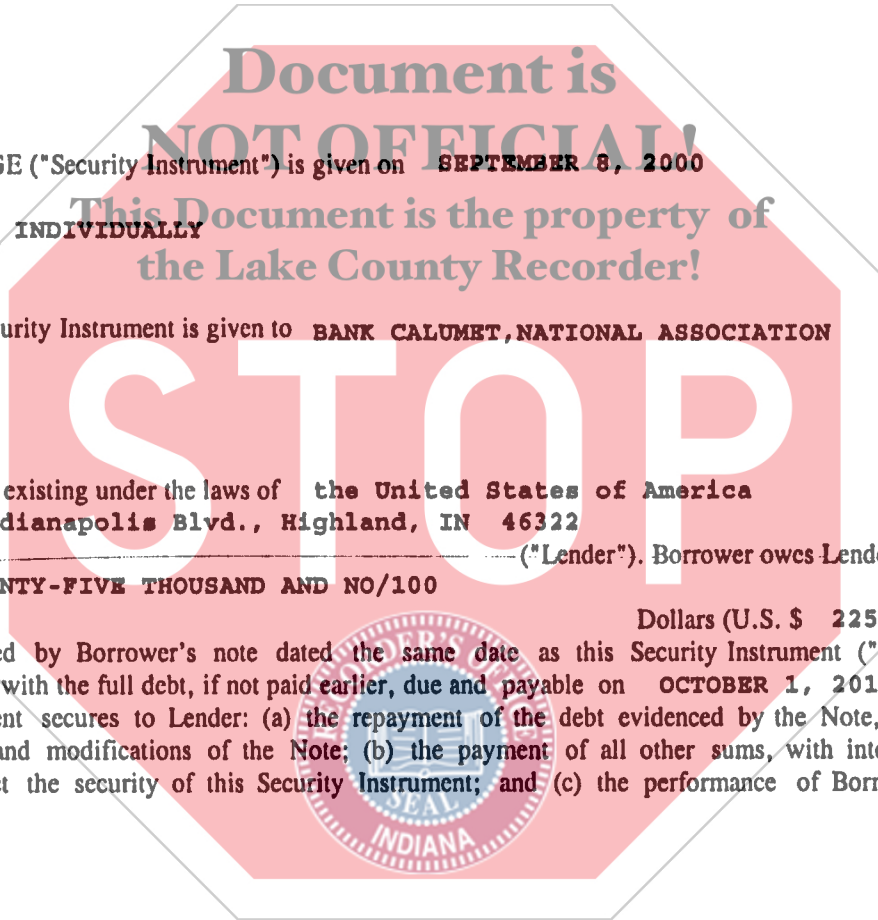 Document is
NOT OFFICIAL!
GE ("Security Instrument") is given on SEPTEMBER 8, 2000
This Document is the property of
INDIVIDUALLY
the Lake County Recorder!
urity Instrument is given to BANK CALUMET,NATIONAL ASSOCIATION
STOP
existing under the laws of the United States of America
dianapolis Blvd., Highland, IN 46322
("Lender"). Borrower owes Lende
NTY-FIVE THOUSAND AND NO/100
Dollars (U.S. $ 225
ed by Borrower's note dated the same date as this Security Instrument ("
with the full debt, if not paid earlier, due and payable on OCTOBER 1, 201
ent secures to Lender: (a) the repayment of the debt evidenced by the Note,
and modifications of the Note; (b) the payment of all other sums, with inte
ct the security of this Security Instrument; and (c) the performance of Borr
RECORDER'S OFFICE
SEAL
INDIANA